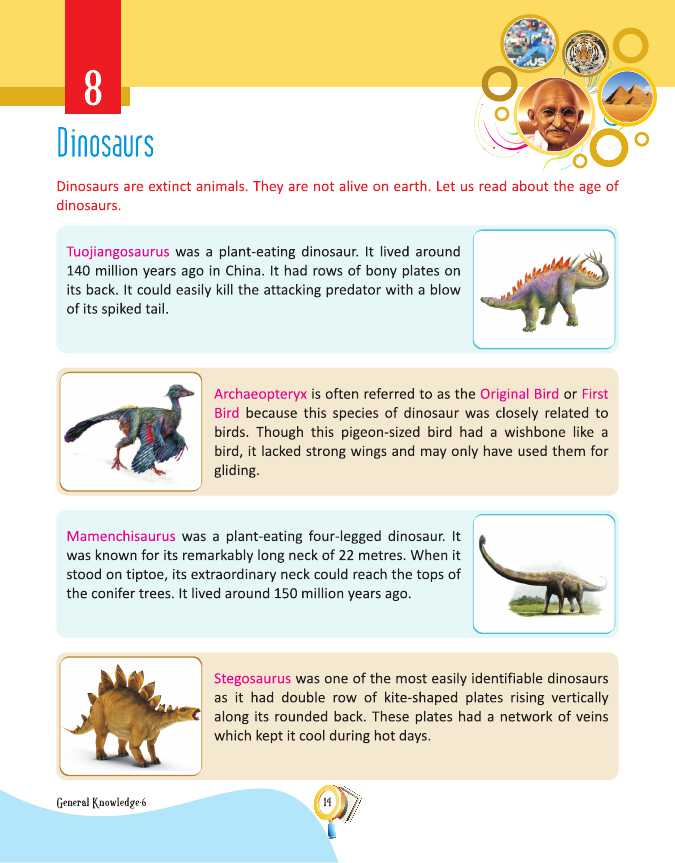 8
Dinosaurs
Dinosaurs are extinct animals. They are not alive on earth. Let us read about the age of
dinosaurs.
Tuojiangosaurus was a plant-eating dinosaur. It lived around
140 million years ago in China. It had rows of bony plates on
its back. It could easily kill the attacking predator with a blow
of its spiked tail.
Archaeopteryx is often referred to as the Original Bird or First
Bird because this species of dinosaur was closely related to
birds. Though this pigeon-sized bird had a wishbone like a
bird, it lacked strong wings and may only have used them for
gliding.
Mamenchisaurus was a plant-eating four-legged dinosaur. It
was known for its remarkably long neck of 22 metres. When it
stood on tiptoe, its extraordinary neck could reach the tops of
the conifer trees. It lived around 150 million years ago.
Stegosaurus was one of the most easily identifiable dinosaurs
as it had double row of kite-shaped plates rising vertically
along its rounded back. These plates had a network of veins
which kept it cool during hot days.
General Knowledge-6
14